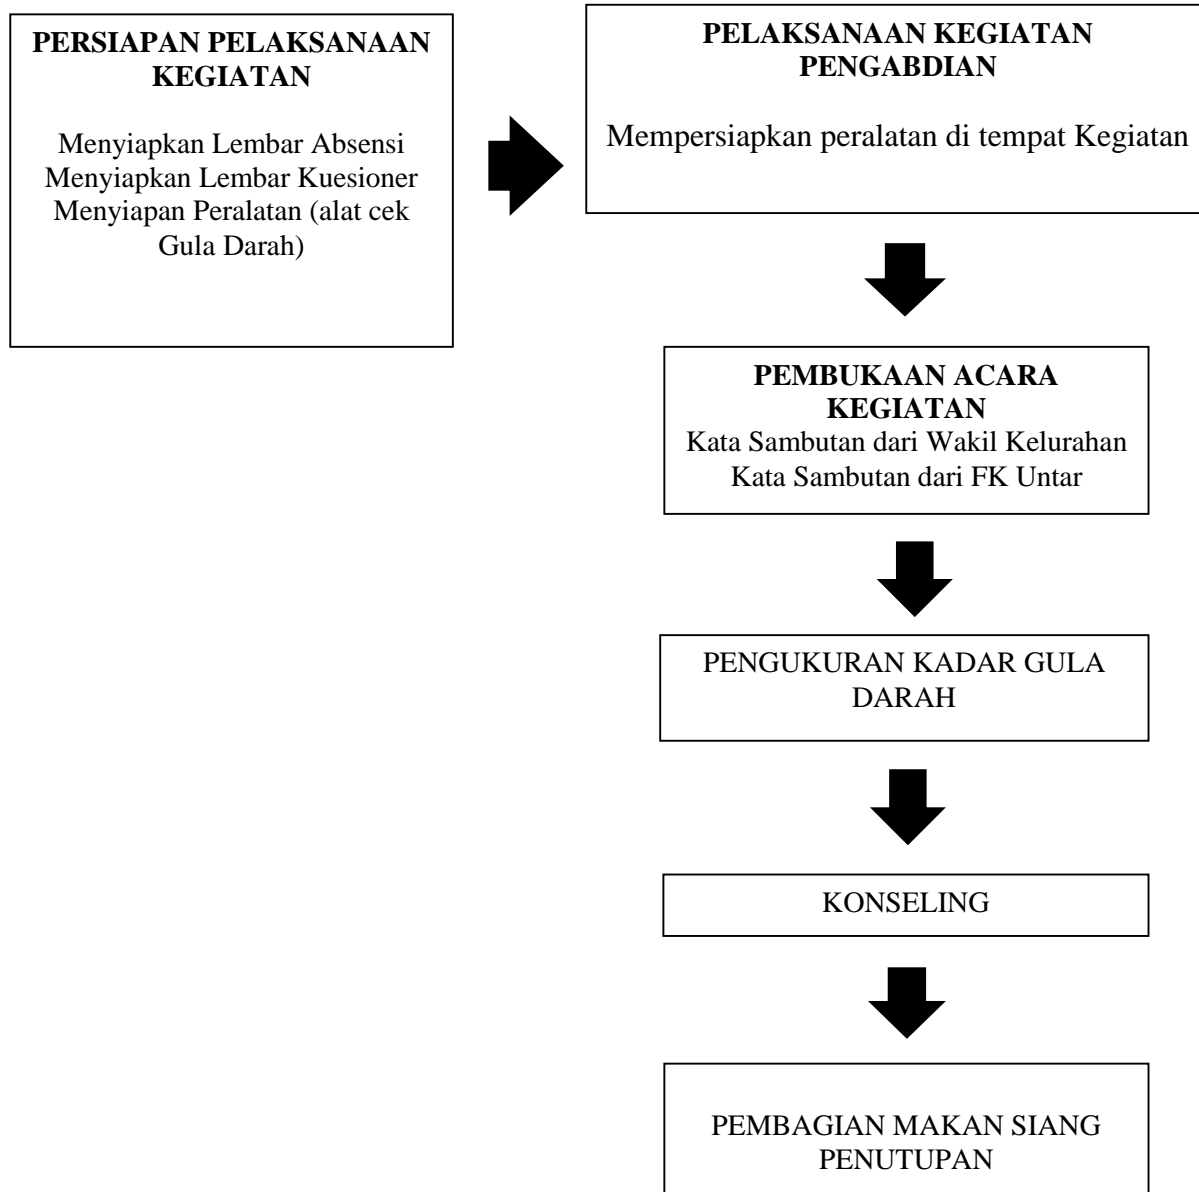 PERSIAPAN PELAKSANAAN
KEGIATAN
Menyiapkan Lembar Absensi
Menyiapkan Lembar Kuesioner
Menyiapan Peralatan (alat cek
Gula Darah)
PELAKSANAAN KEGIATAN
PENGABDIAN
Mempersiapkan peralatan di tempat Kegiatan
PEMBUKAAN ACARA
KEGIATAN
Kata Sambutan dari Wakil Kelurahan
Kata Sambutan dari FK Untar
PENGUKURAN KADAR GULA
DARAH
KONSELING
PEMBAGIAN MAKAN SIANG
PENUTUPAN